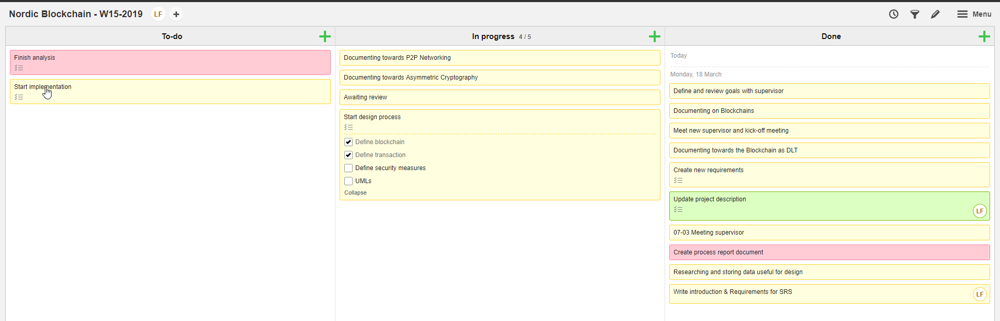 Nordic Blockchain - W15-2019 LF Menu
To-do
Finish analysis
Start implementation
In progress 4 / 5
Documenting towards P2P Networking
Documenting towards Asymmetric Cryptography
Awaiting review
Start design process
Define blockchain
Define transaction
Define security measures
UMLs
Collapse
Done
Today
Monday, 18 March
Define and review goals with supervisor
Documenting on Blockchains
Meet new supervisor and kick-off meeting
Documenting towards the Blockchain as DLT
Create new requirements
Update project description
LF
07-03 Meeting supervisor
Create process report document
Researching and storing data useful for design
Write introduction & Requirements for SRS
LF